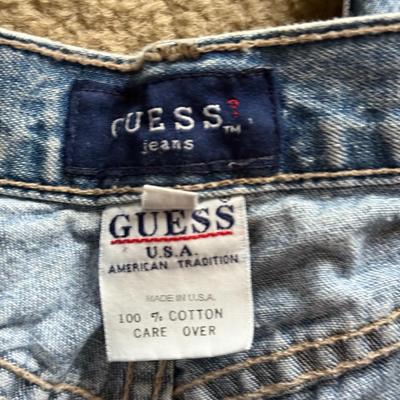 GUESS?™
jeans
GUESS
U.S.A.
AMERICAN TRADITION
MADE IN U.S.A.
100 % COTTON
CARE OVER